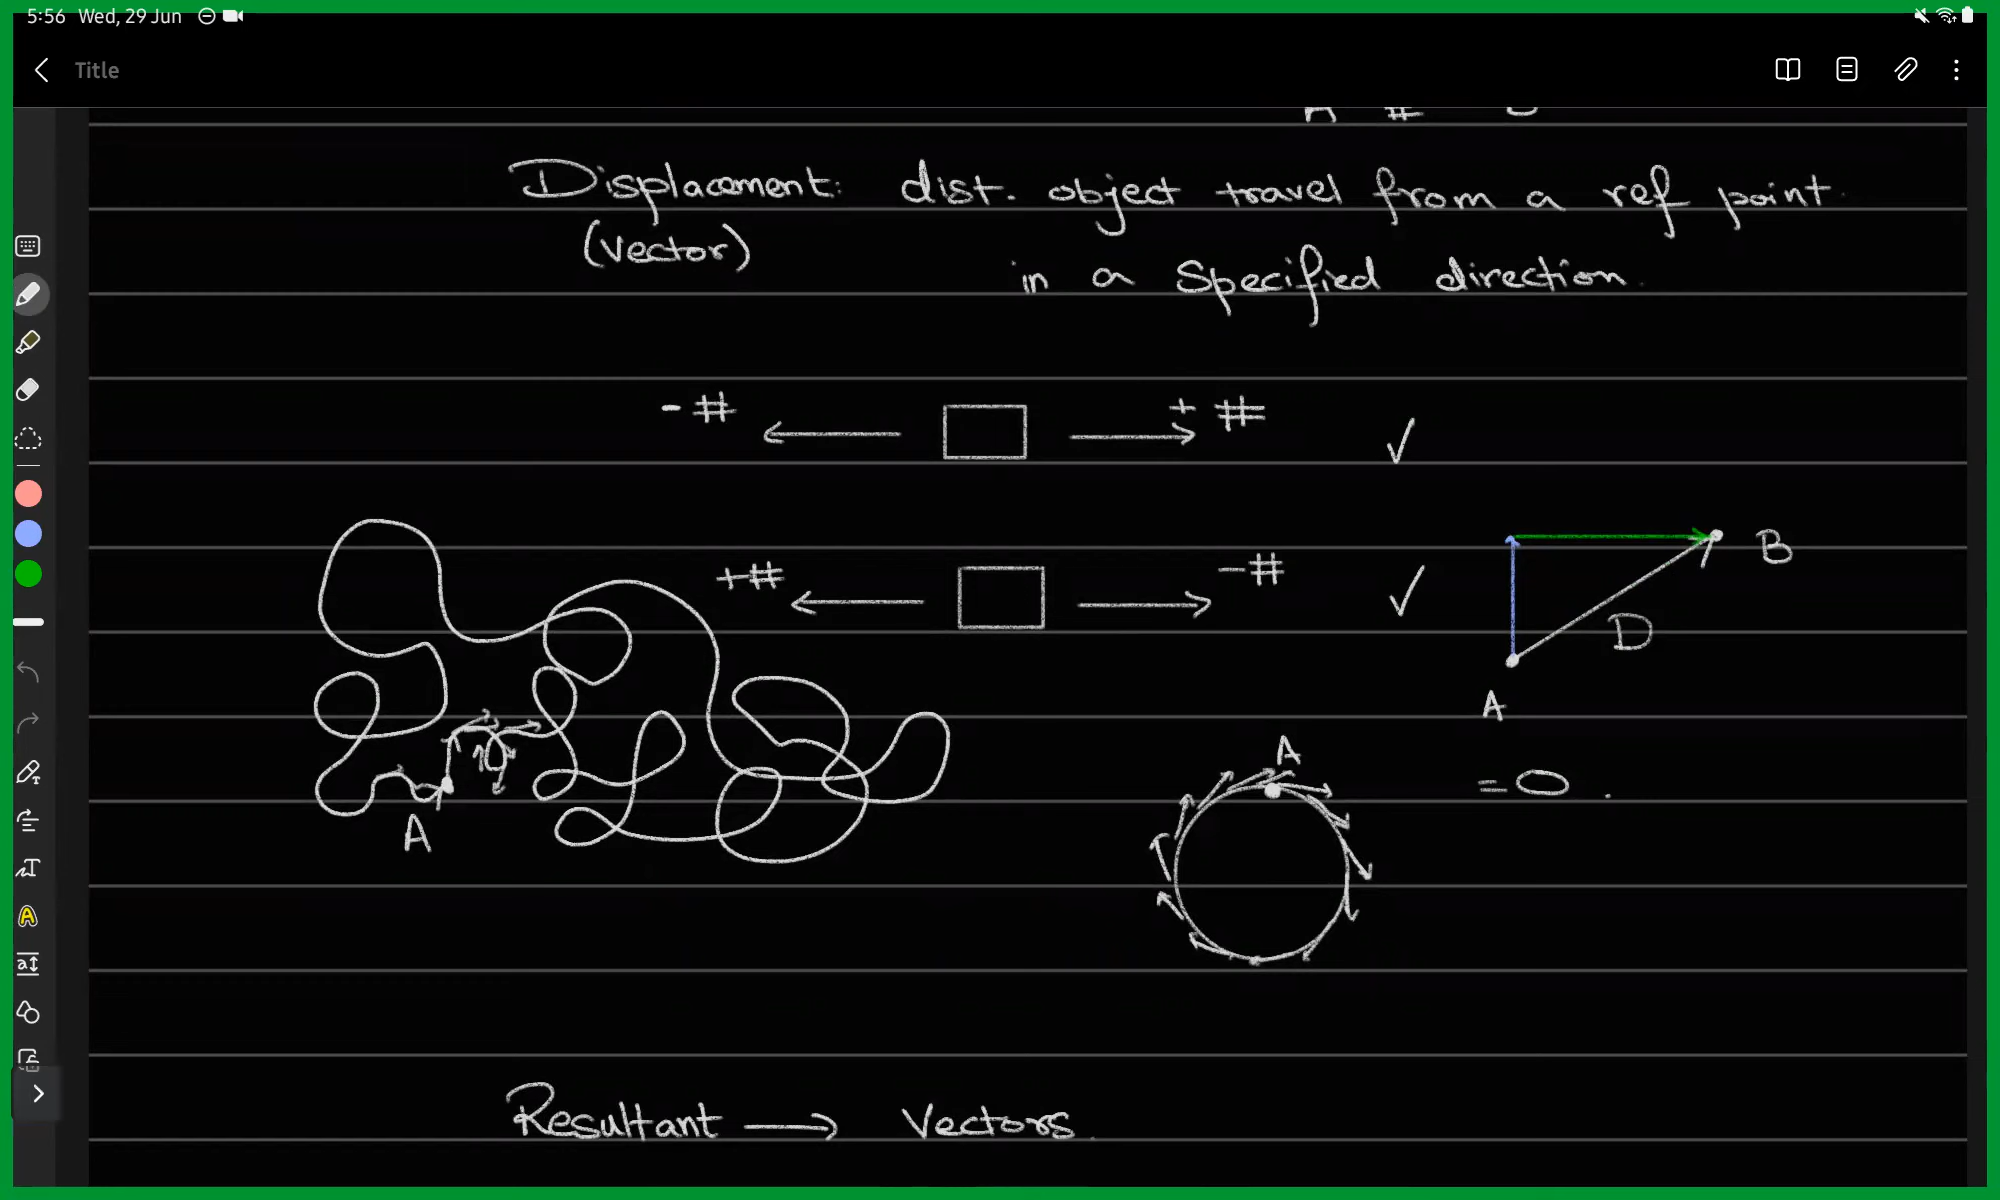 5:56 Wed, 29 Jun
Title
Displacement: dist. object travel from a ref point.
(vector)
in a specified direction.
- # + #
+# -#
B
D
A
A
= 0 .
A
Resultant → Vectors.